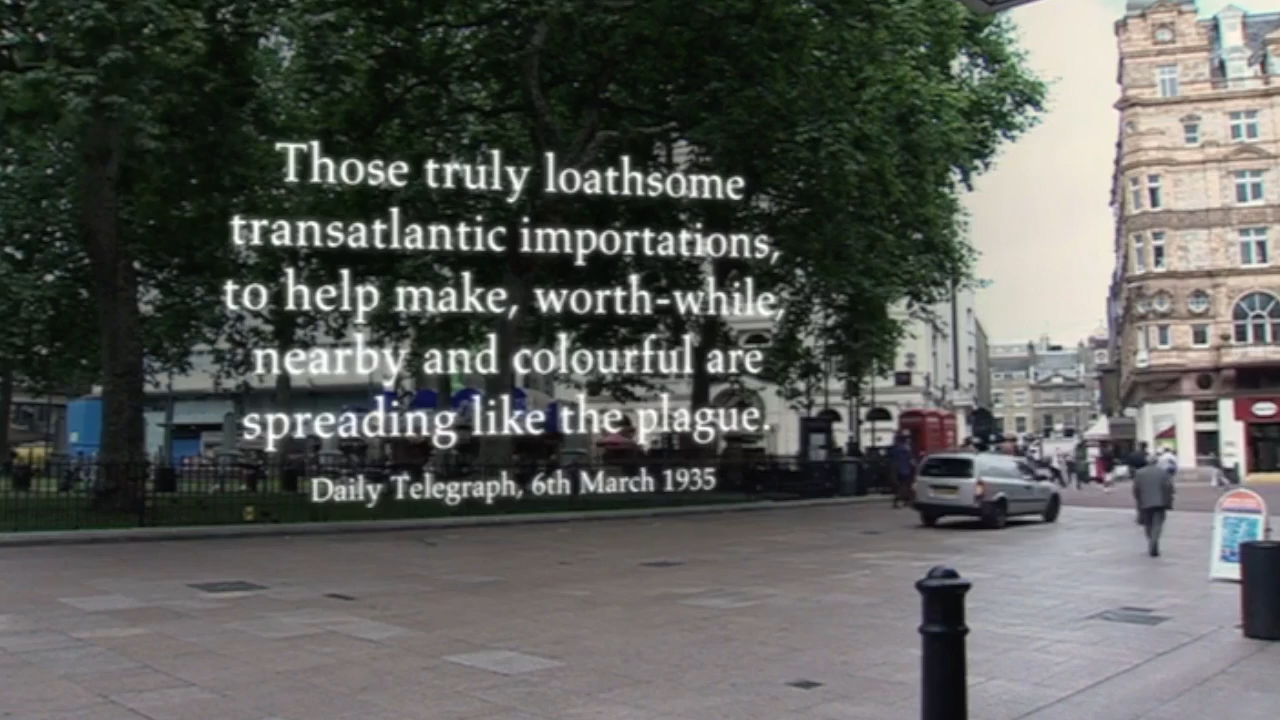 Those truly loathsome
transatlantic importations,
to help make, worth-while,
nearby and colourful are
spreading like the plague.
Daily Telegraph, 6th March 1935